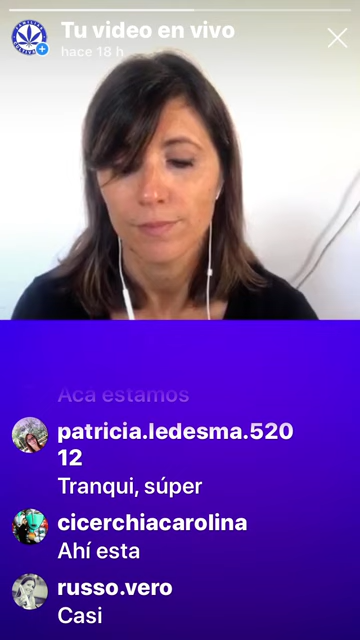 Tu video en vivo
hace 18 h
Acá estamos
patricia.ledesma.520
12
Tranqui, súper
cicerchiacarolina
Ahí esta
russo.vero
Casi